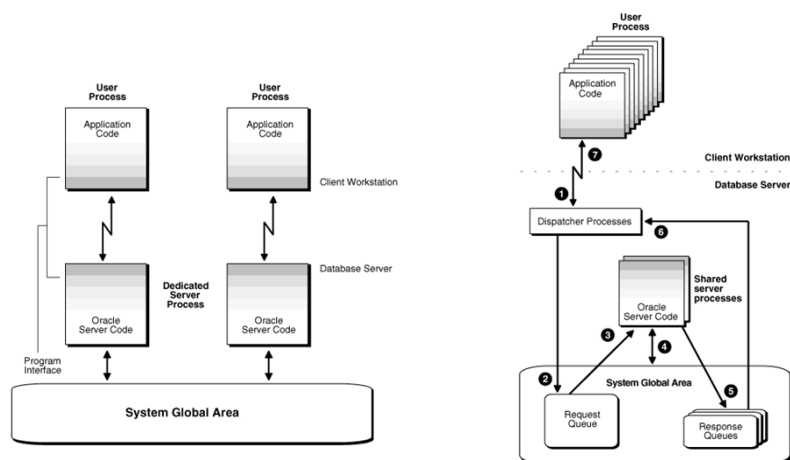 User
Process
User
Process
Application
Code
Application
Code
Client Workstation
Database Server
Dedicated
Server
Process
Oracle
Server Code
Oracle
Server Code
Program
Interface
System Global Area
User
Process
Application
Code
7
Client Workstation
Database Server
1
Dispatcher Processes
6
Shared
server
processes
Oracle
Server Code
3
4
2
System Global Area
5
Request
Queue
Response
Queues